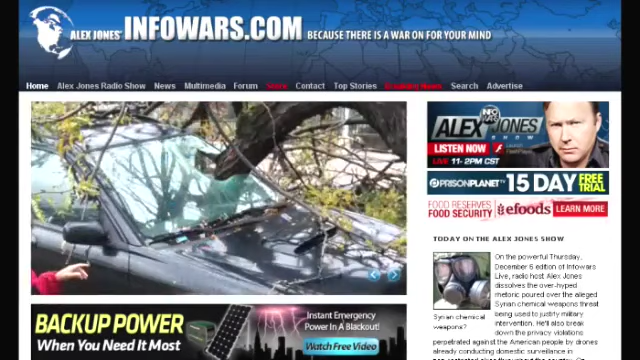 ALEX JONES' INFOWARS.COM BECAUSE THERE IS A WAR ON FOR YOUR MIND
Home Alex Jones Radio Show News Multimedia Forum Store Contact Top Stories Breaking News Search Advertise
INFO WARS
ALEX JONES
SHOW
LISTEN NOW
LIVE 11-2PM CST
PRISONPLANET 15 DAY FREE TRIAL
FOOD RESERVES
FOOD SECURITY efoods LEARN MORE
TODAY ON THE ALEX JONES SHOW
On the powerful Thursday,
December 6 edition of Infowars
Live, radio host Alex Jones
dissolves the over-hyped
rhetoric poured over the alleged
Syrian chemical weapons threat
being used to justify military
intervention. He'll also break
down the privacy violations
perpetrated against the American people by drones
already conducting domestic surveillance in
Syrian chemical
weapons?
BACKUP POWER
When You Need It Most
Instant Emergency
Power In A Blackout!
Watch Free Video